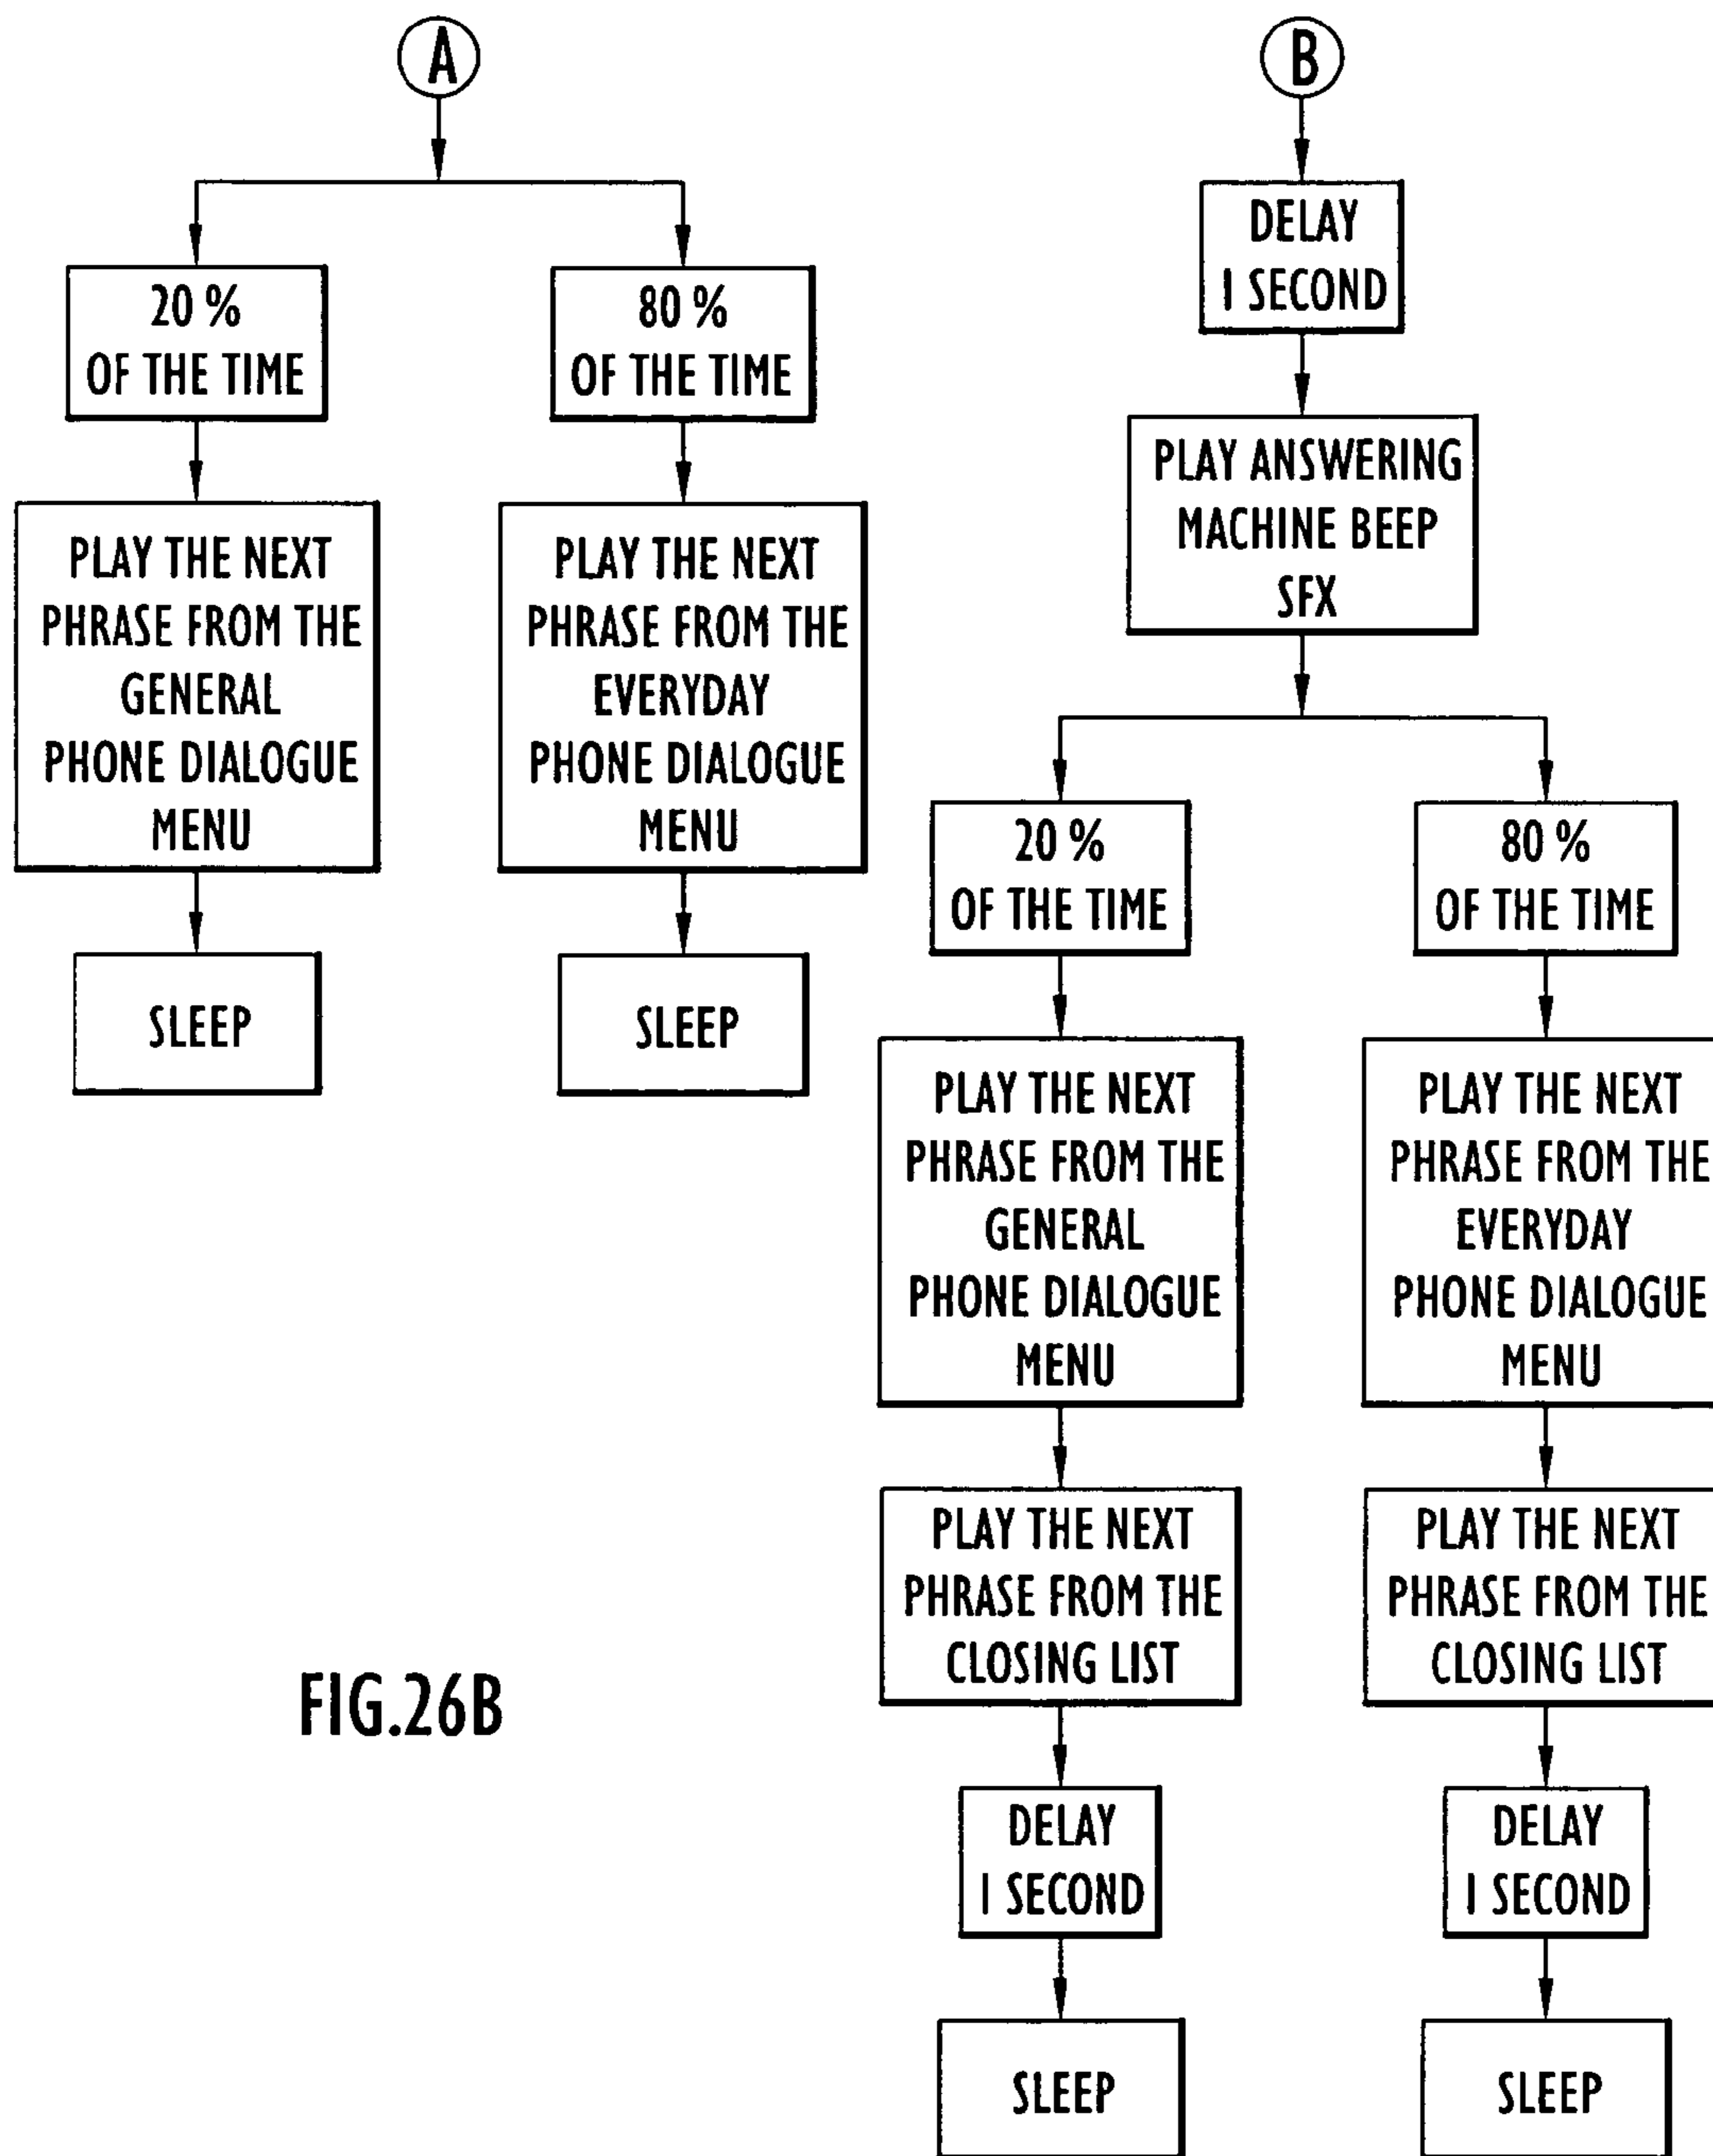 A
20 %
OF THE TIME
PLAY THE NEXT
PHRASE FROM THE
GENERAL
PHONE DIALOGUE
MENU
SLEEP
80 %
OF THE TIME
PLAY THE NEXT
PHRASE FROM THE
EVERYDAY
PHONE DIALOGUE
MENU
SLEEP
B
DELAY
1 SECOND
PLAY ANSWERING
MACHINE BEEP
SFX
20 %
OF THE TIME
PLAY THE NEXT
PHRASE FROM THE
GENERAL
PHONE DIALOGUE
MENU
PLAY THE NEXT
PHRASE FROM THE
CLOSING LIST
DELAY
1 SECOND
SLEEP
80 %
OF THE TIME
PLAY THE NEXT
PHRASE FROM THE
EVERYDAY
PHONE DIALOGUE
MENU
PLAY THE NEXT
PHRASE FROM THE
CLOSING LIST
DELAY
1 SECOND
SLEEP
FIG.26B